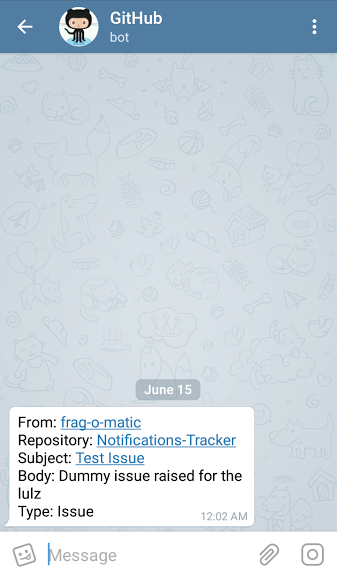 GitHub
bot
June 15
From: frag-o-matic
Repository: Notifications-Tracker
Subject: Test Issue
Body: Dummy issue raised for the
lulz
Type: Issue
12:02 AM
Message